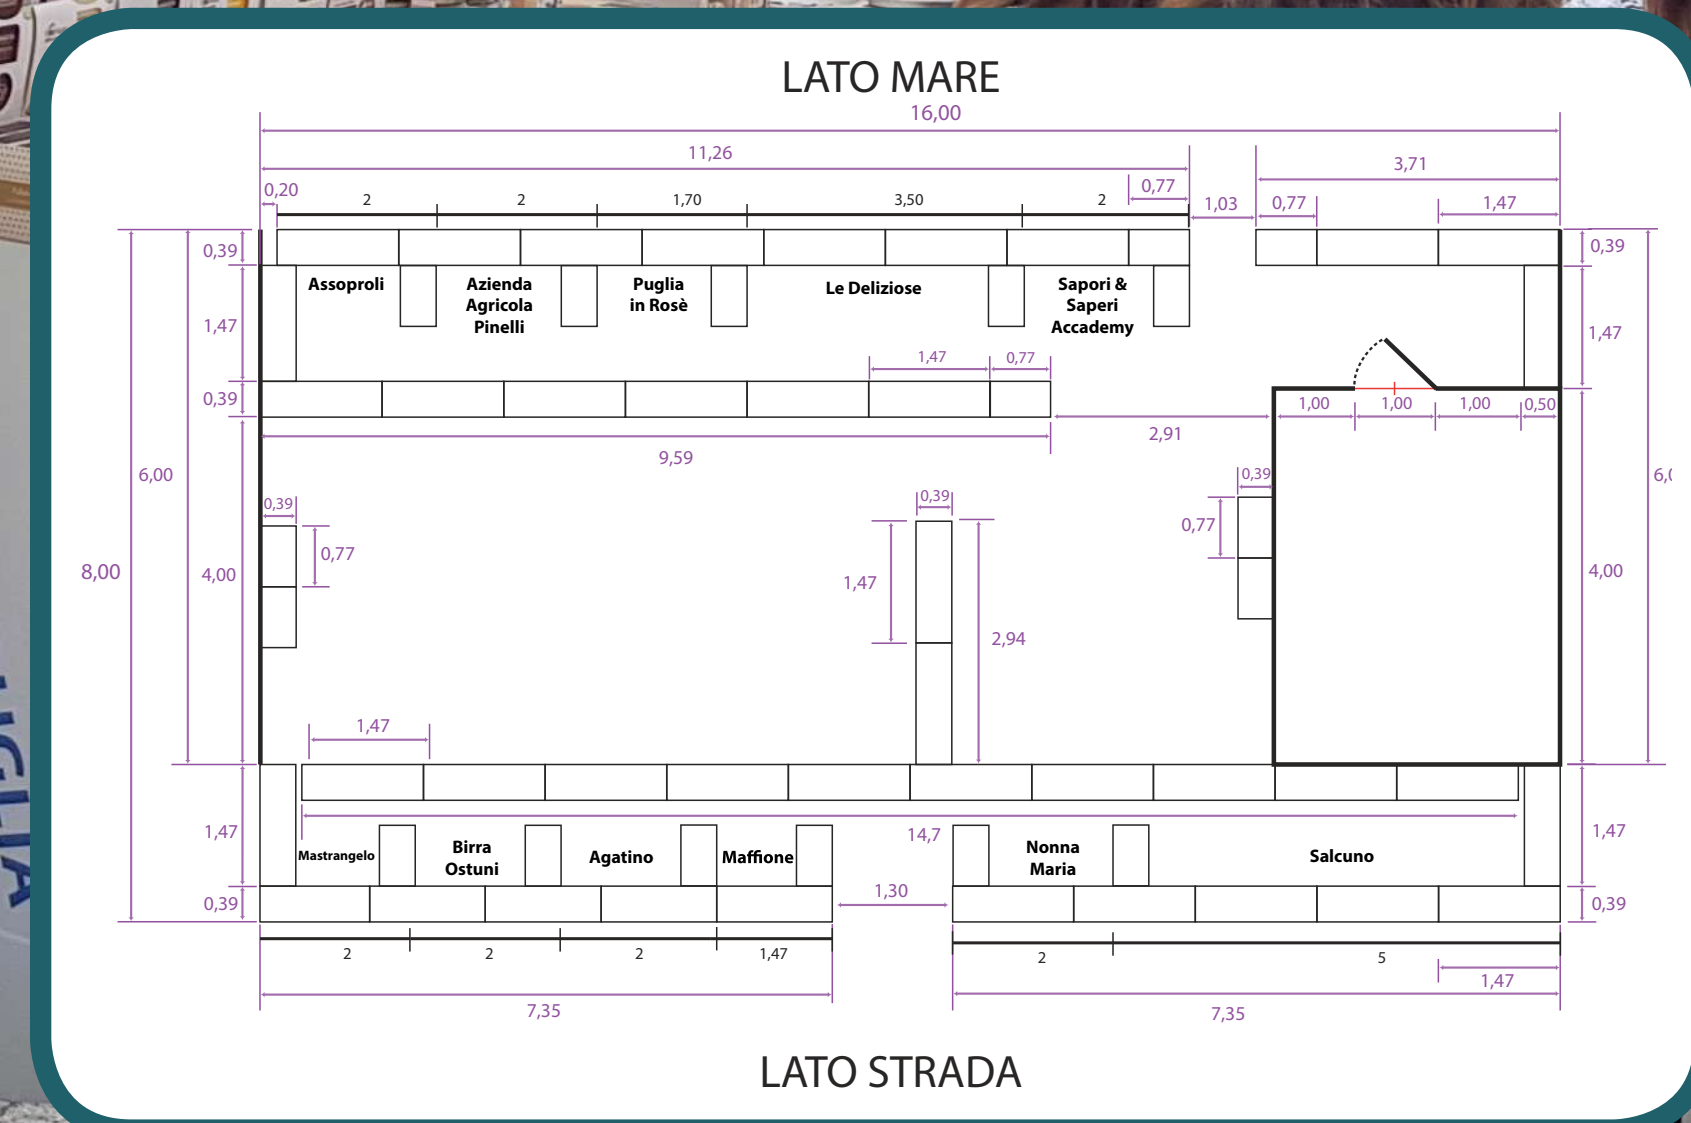 LATO MARE
16,00
11,26
3,71
0,20
2
2
1,70
3,50
2
0,77
1,03
0,77
1,47
0,39
0,39
Assoproli
Azienda
Agricola
Pinelli
Puglia
in Rosè
Le Deliziose
Sapori &
Saperi
Accademy
1,47
1,47
1,47
0,77
0,39
1,00
1,00
1,00
0,50
2,91
9,59
6,00
0,39
0,39
0,39
0,77
0,77
8,00
4,00
1,47
2,94
4,00
1,47
1,47
14,7
1,47
Mastrangelo
Birra
Ostuni
Agatino
Maffione
Nonna
Maria
Salcuno
1,30
0,39
0,39
2
2
2
1,47
2
5
1,47
7,35
7,35
LATO STRADA